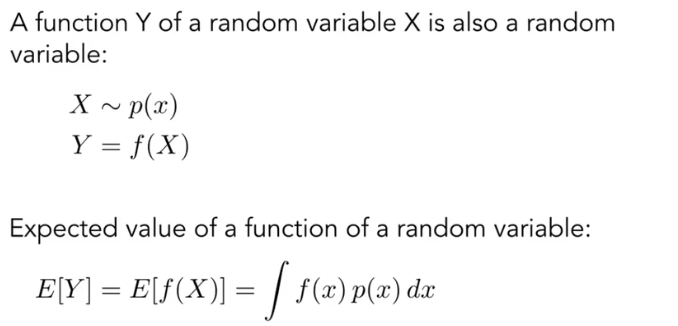 A function Y of a random variable X is also a random
variable:
X ∼ p(x)
Y = f(X)
Expected value of a function of a random variable:
E[Y] = E[f(X)] = ∫ f(x) p(x) dx